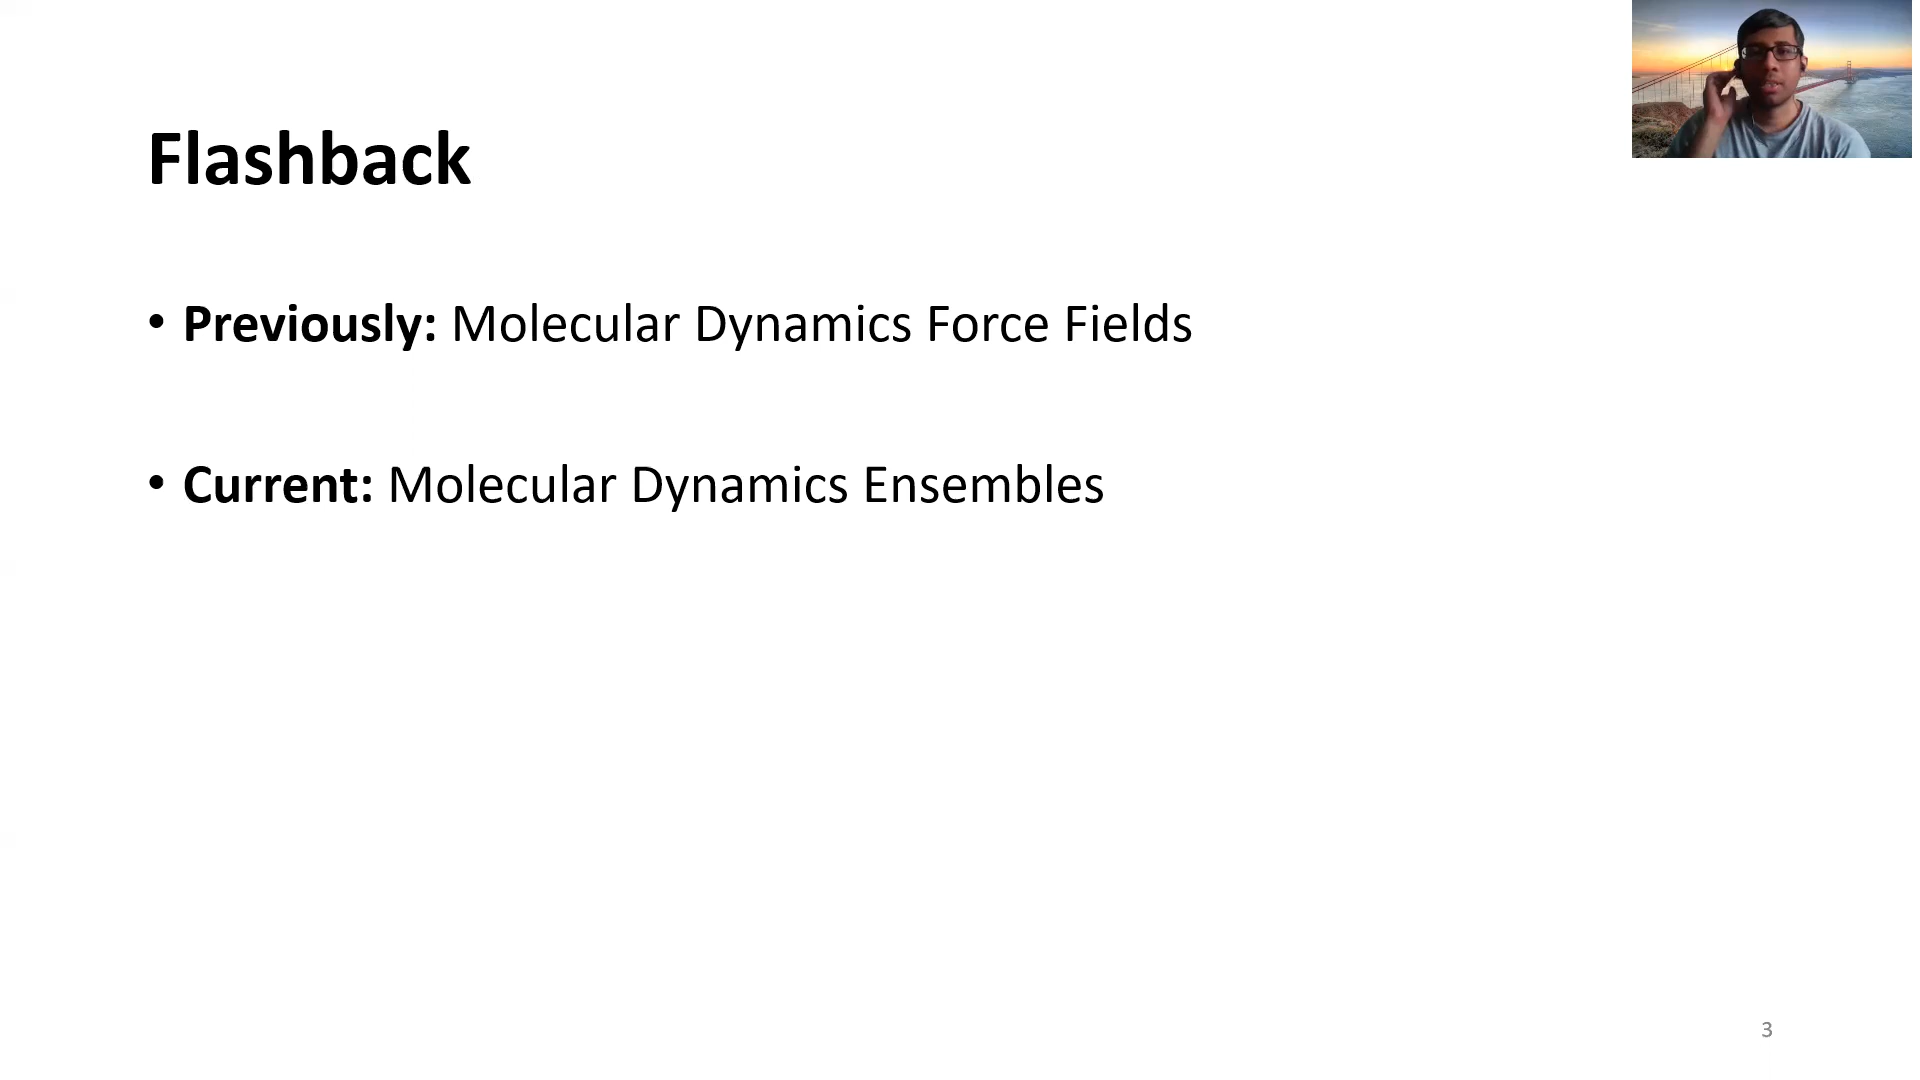 Flashback
• Previously: Molecular Dynamics Force Fields
• Current: Molecular Dynamics Ensembles
3